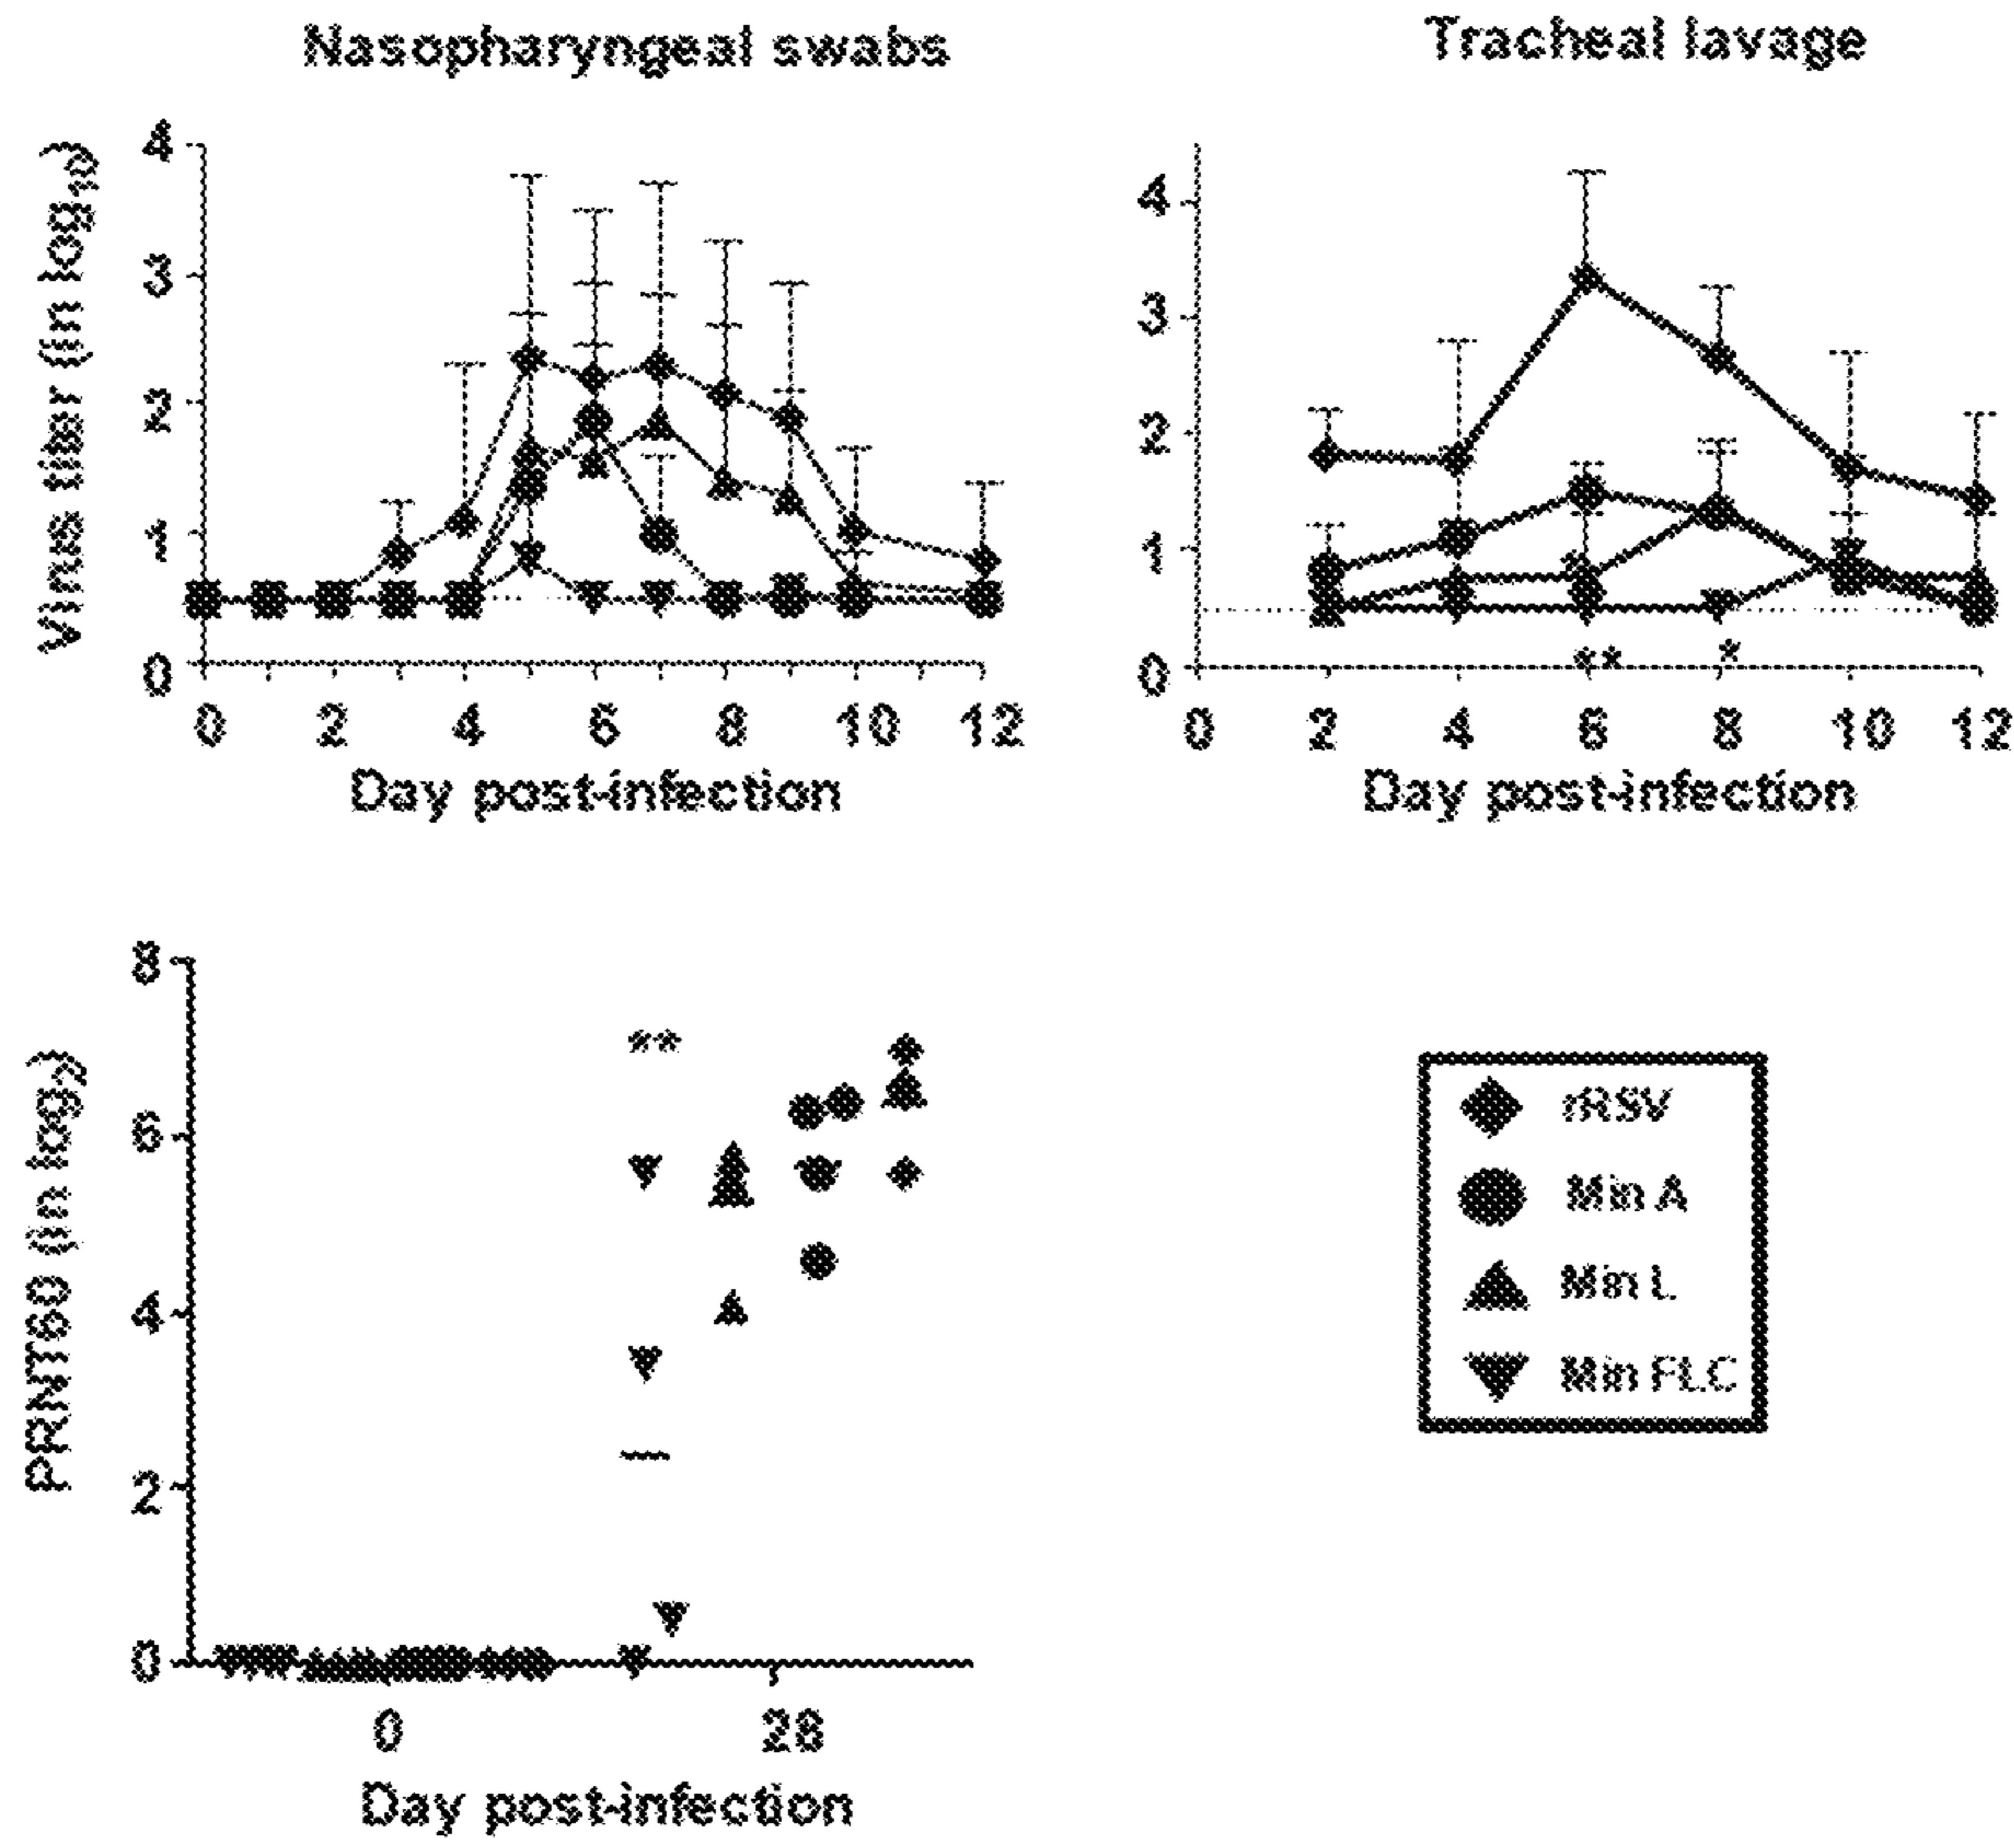 Nasopharyngeal swabs
Virus titer (in log10)
4
3
2
1
0
0 2 4 6 8 10 12
Day post-infection
Tracheal lavage
4
3
2
1
0
** *
0 2 4 6 8 10 12
Day post-infection
PRNT60 (in log2)
8
6
4
2
0
**
0 28
Day post-infection
rRSV
Min A
Min L
Min FLC